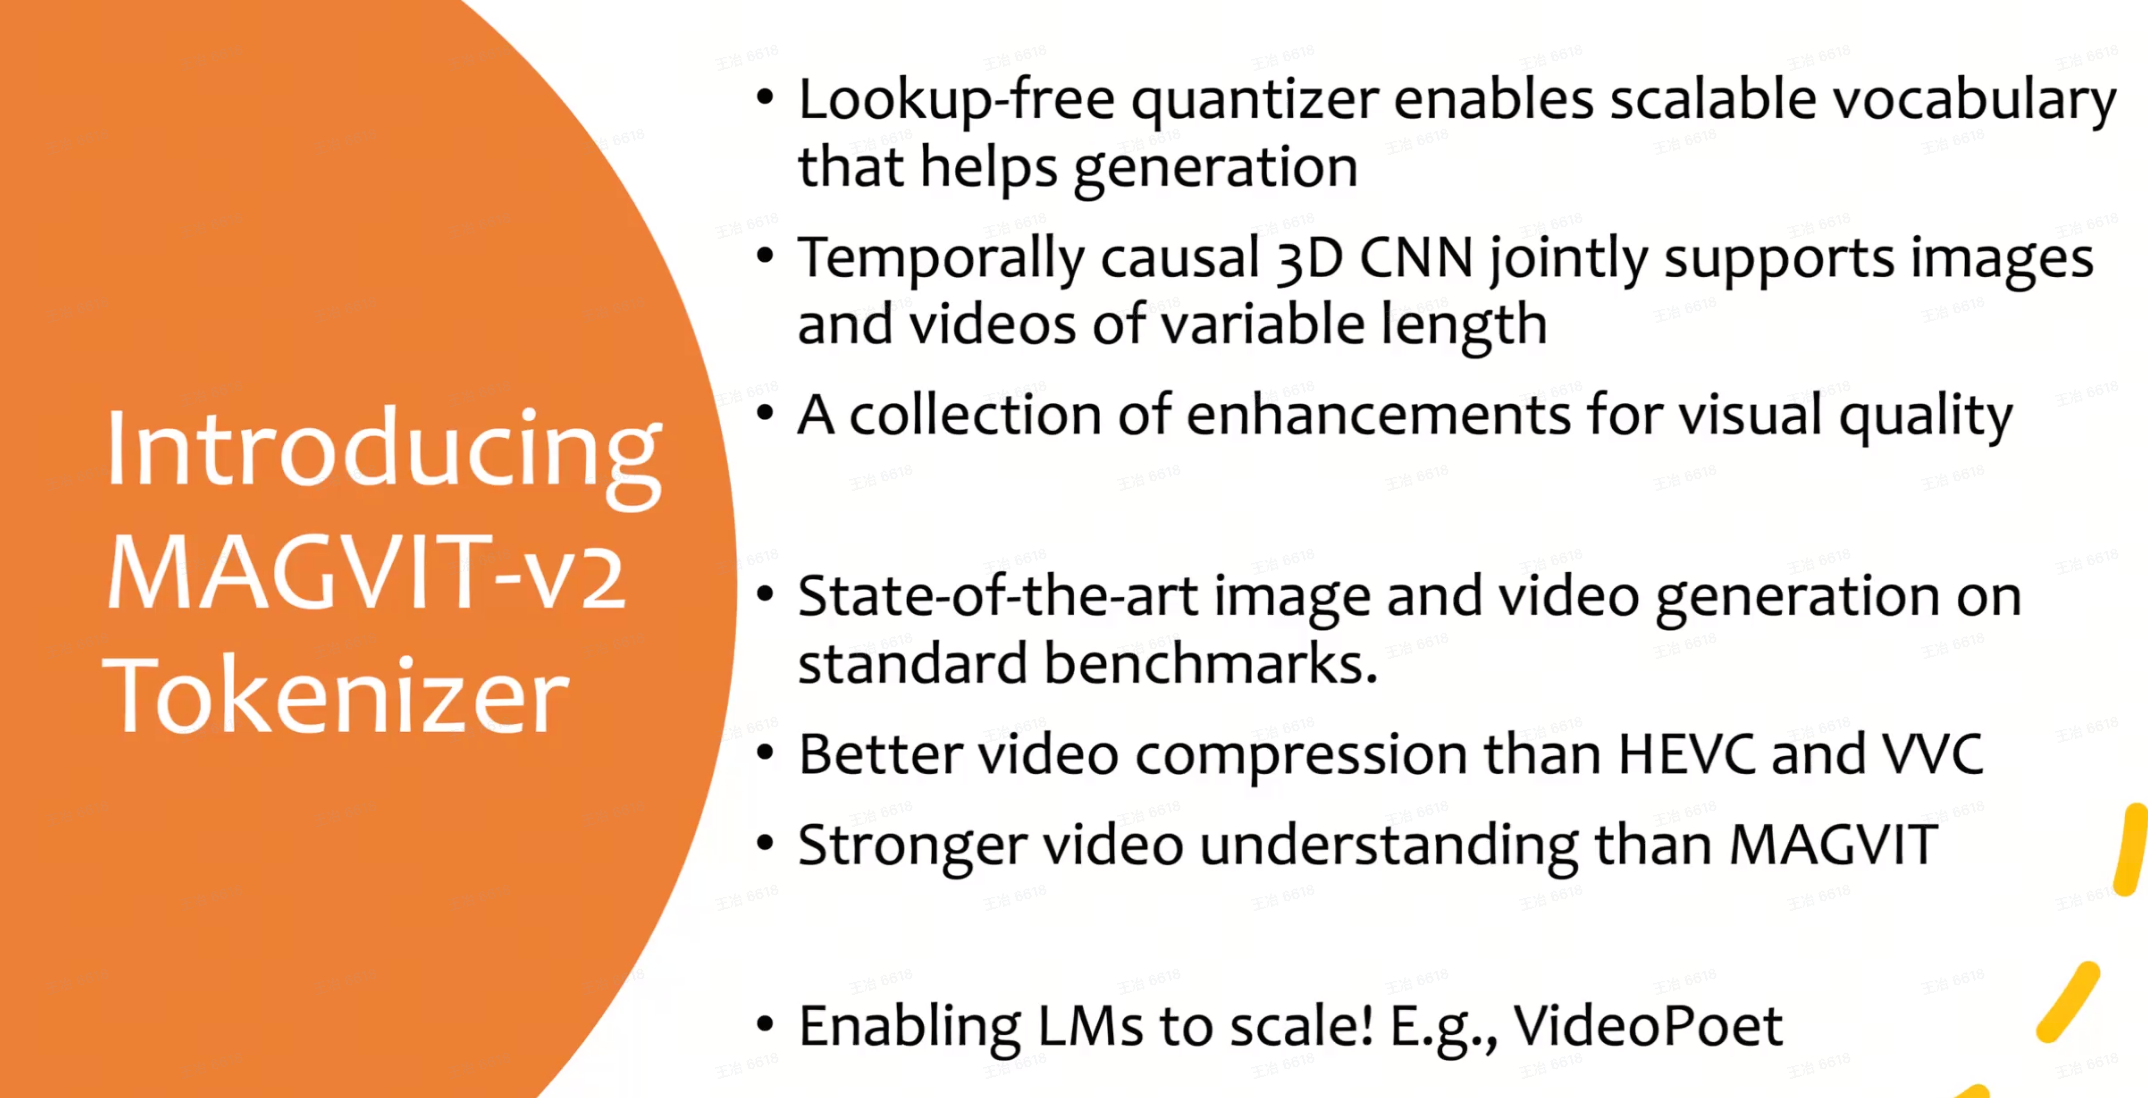 Introducing
MAGVIT-v2
Tokenizer
• Lookup-free quantizer enables scalable vocabulary
that helps generation
• Temporally causal 3D CNN jointly supports images
and videos of variable length
• A collection of enhancements for visual quality
• State-of-the-art image and video generation on
standard benchmarks.
• Better video compression than HEVC and VVC
• Stronger video understanding than MAGVIT
• Enabling LMs to scale! E.g., VideoPoet
王冶 6618